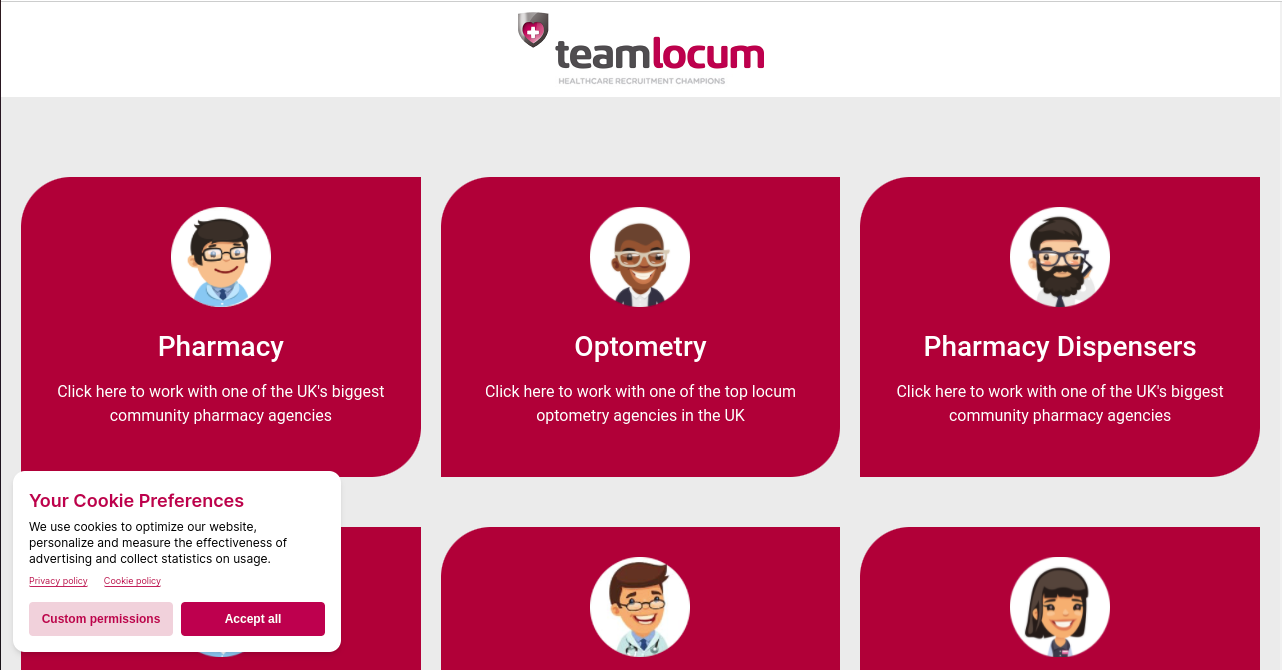 teamlocum
HEALTHCARE RECRUITMENT CHAMPIONS
Pharmacy
Click here to work with one of the UK's biggest
community pharmacy agencies
Optometry
Click here to work with one of the top locum
optometry agencies in the UK
Pharmacy Dispensers
Click here to work with one of the UK's biggest
community pharmacy agencies
Your Cookie Preferences
We use cookies to optimize our website,
personalize and measure the effectiveness of
advertising and collect statistics on usage.
Privacy policy Cookie policy
Custom permissions Accept all